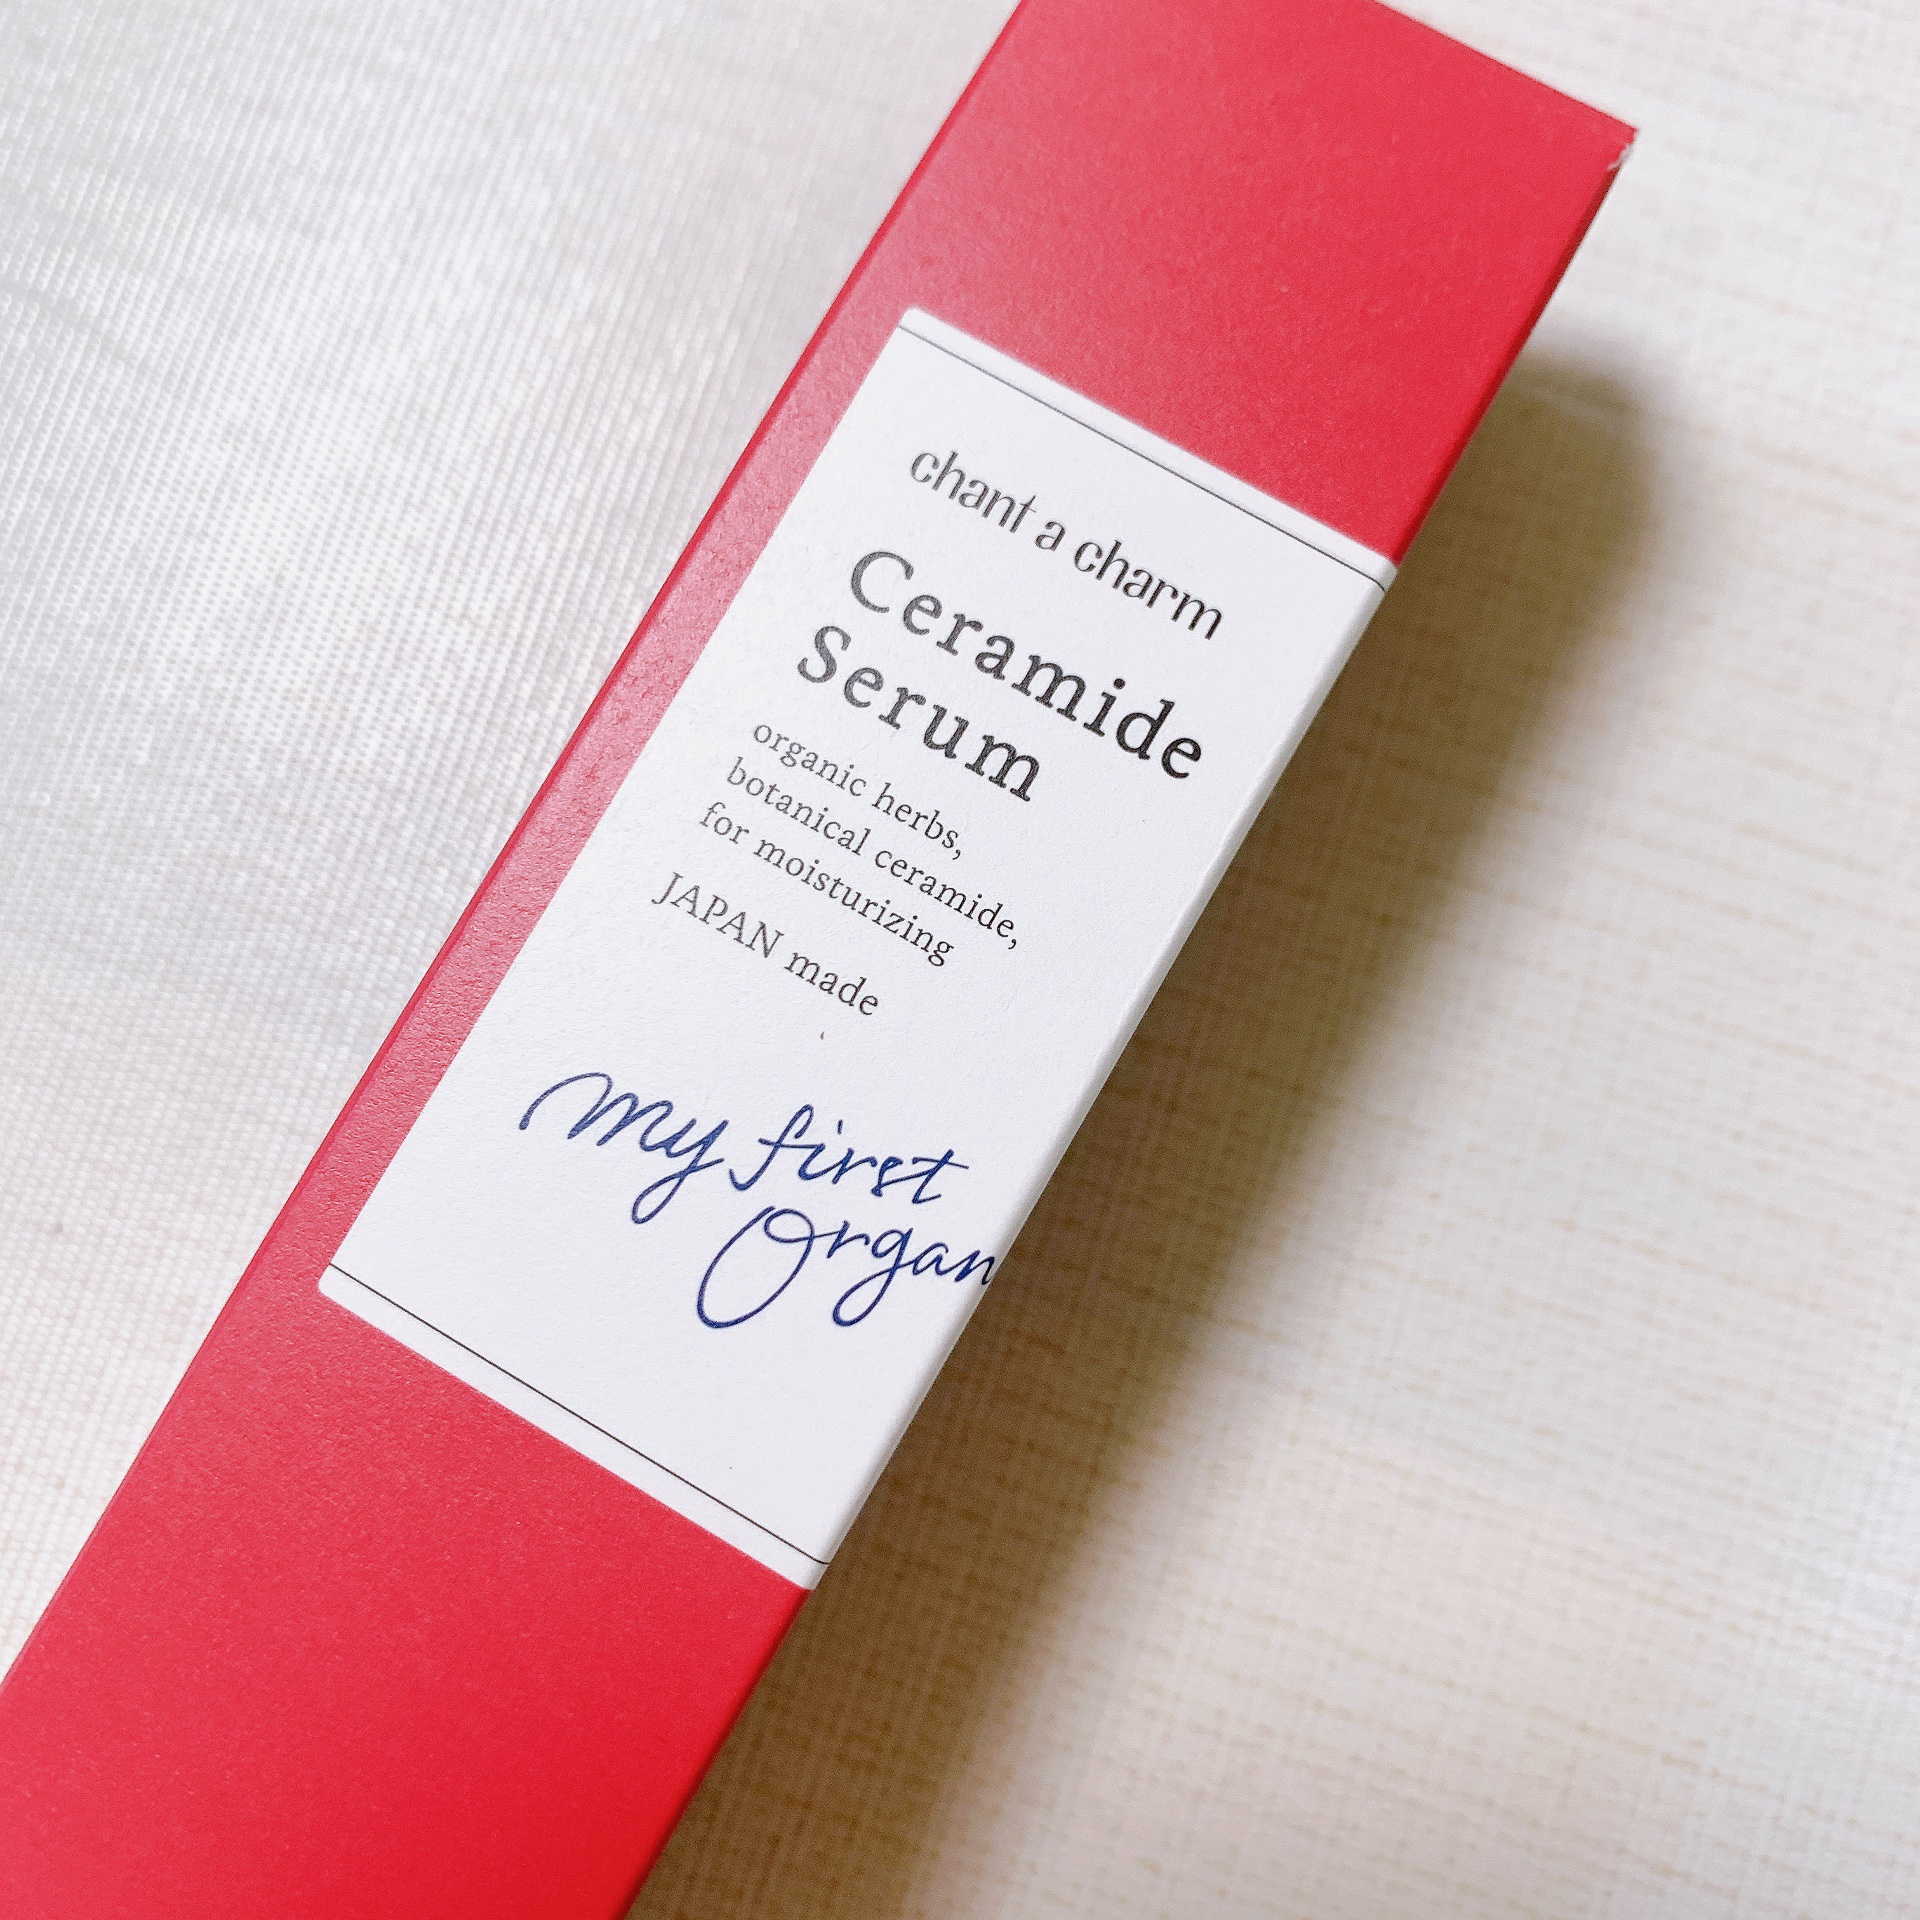 chant a charm
Ceramide
Serum
organic herbs,
botanical ceramide,
for moisturizing
JAPAN made
my first
Organ